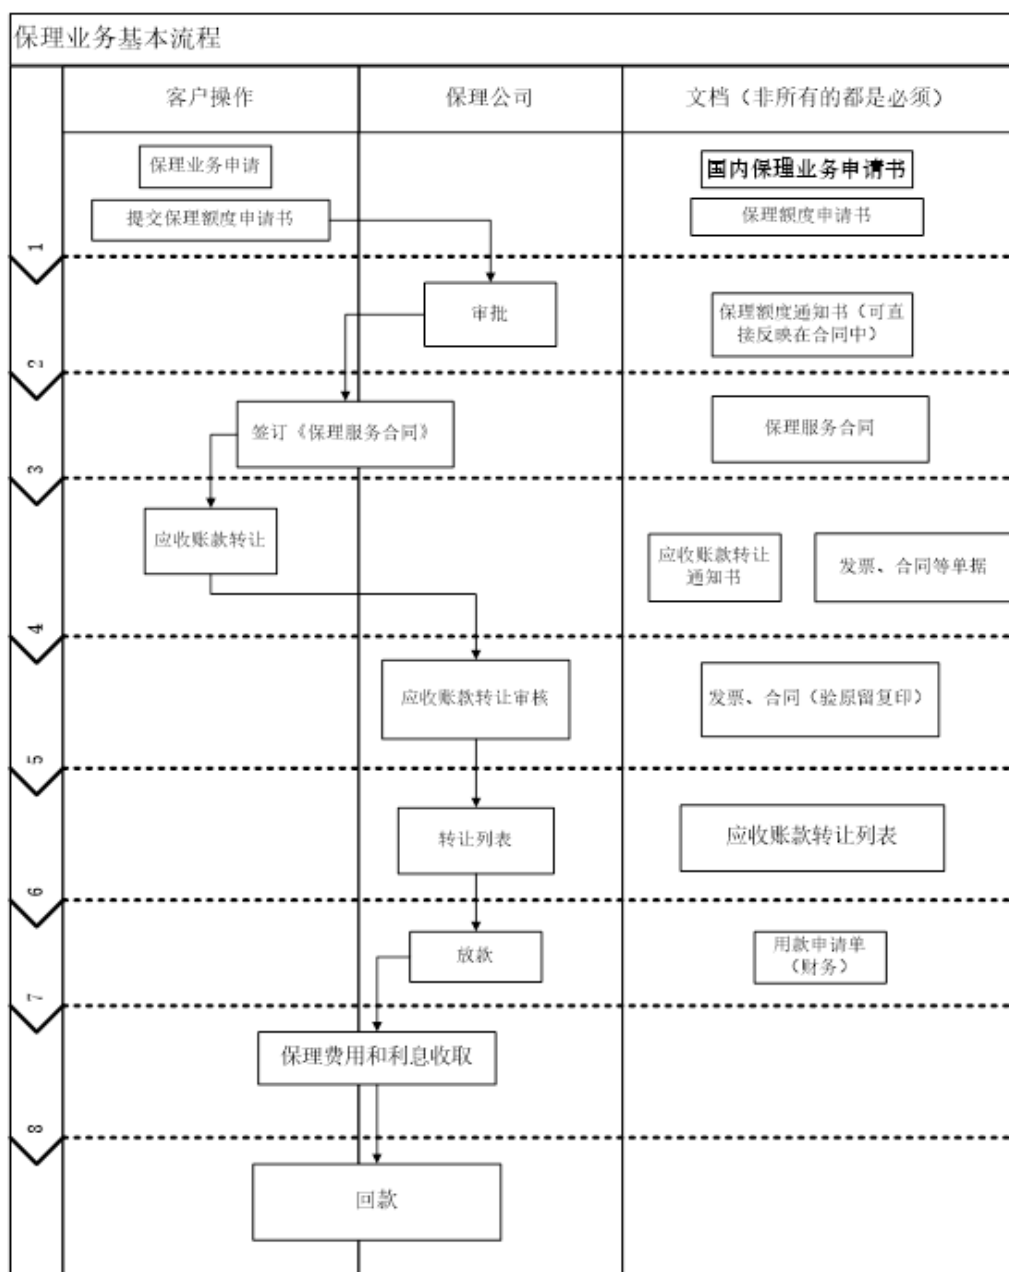 保理业务基本流程
客户操作
保理公司
文档（非所有的都是必须）
保理业务申请
国内保理业务申请书
提交保理额度申请书
保理额度申请书
1
审批
保理额度通知书（可直
接反映在合同中）
2
签订《保理服务合同》
保理服务合同
3
应收账款转让
应收账款转让
通知书
发票、合同等单据
4
应收账款转让审核
发票、合同（验原留复印）
5
转让列表
应收账款转让列表
6
放款
用款申请单
（财务）
7
保理费用和利息收取
8
回款